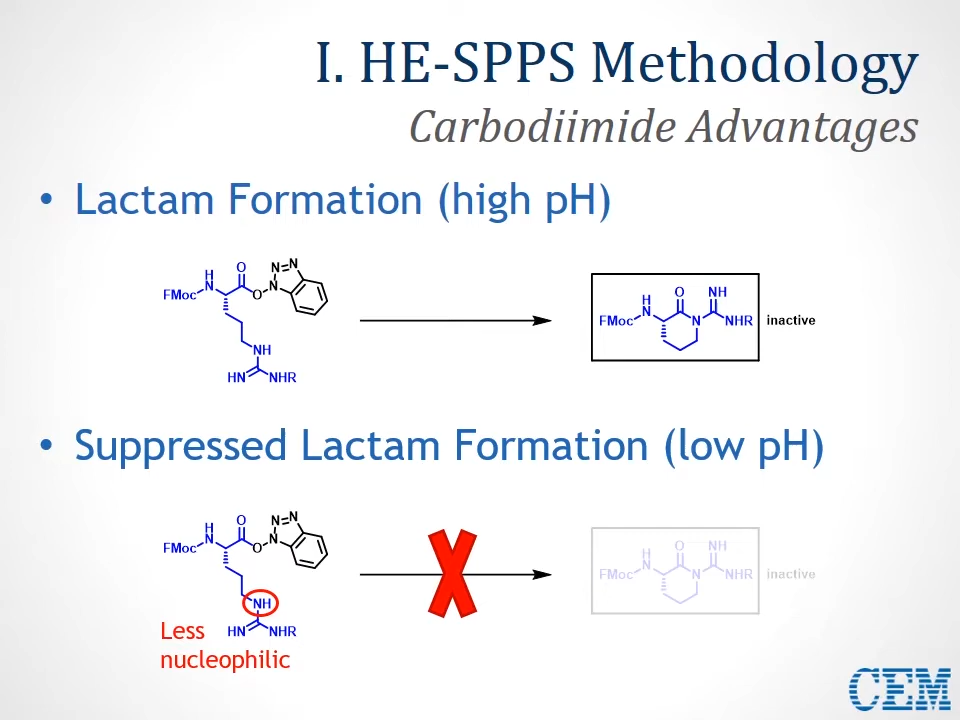 I. HE-SPPS Methodology
Carbodiimide Advantages
• Lactam Formation (high pH)
H
N
O
N
N
FMoc
O
N
NH
HN
NHR
H
N
O
NH
FMoc
N
NHR
inactive
• Suppressed Lactam Formation (low pH)
H
N
O
N
N
FMoc
O
N
NH
HN
NHR
Less
nucleophilic
H
N
O
NH
FMoc
N
NHR
inactive
CEM